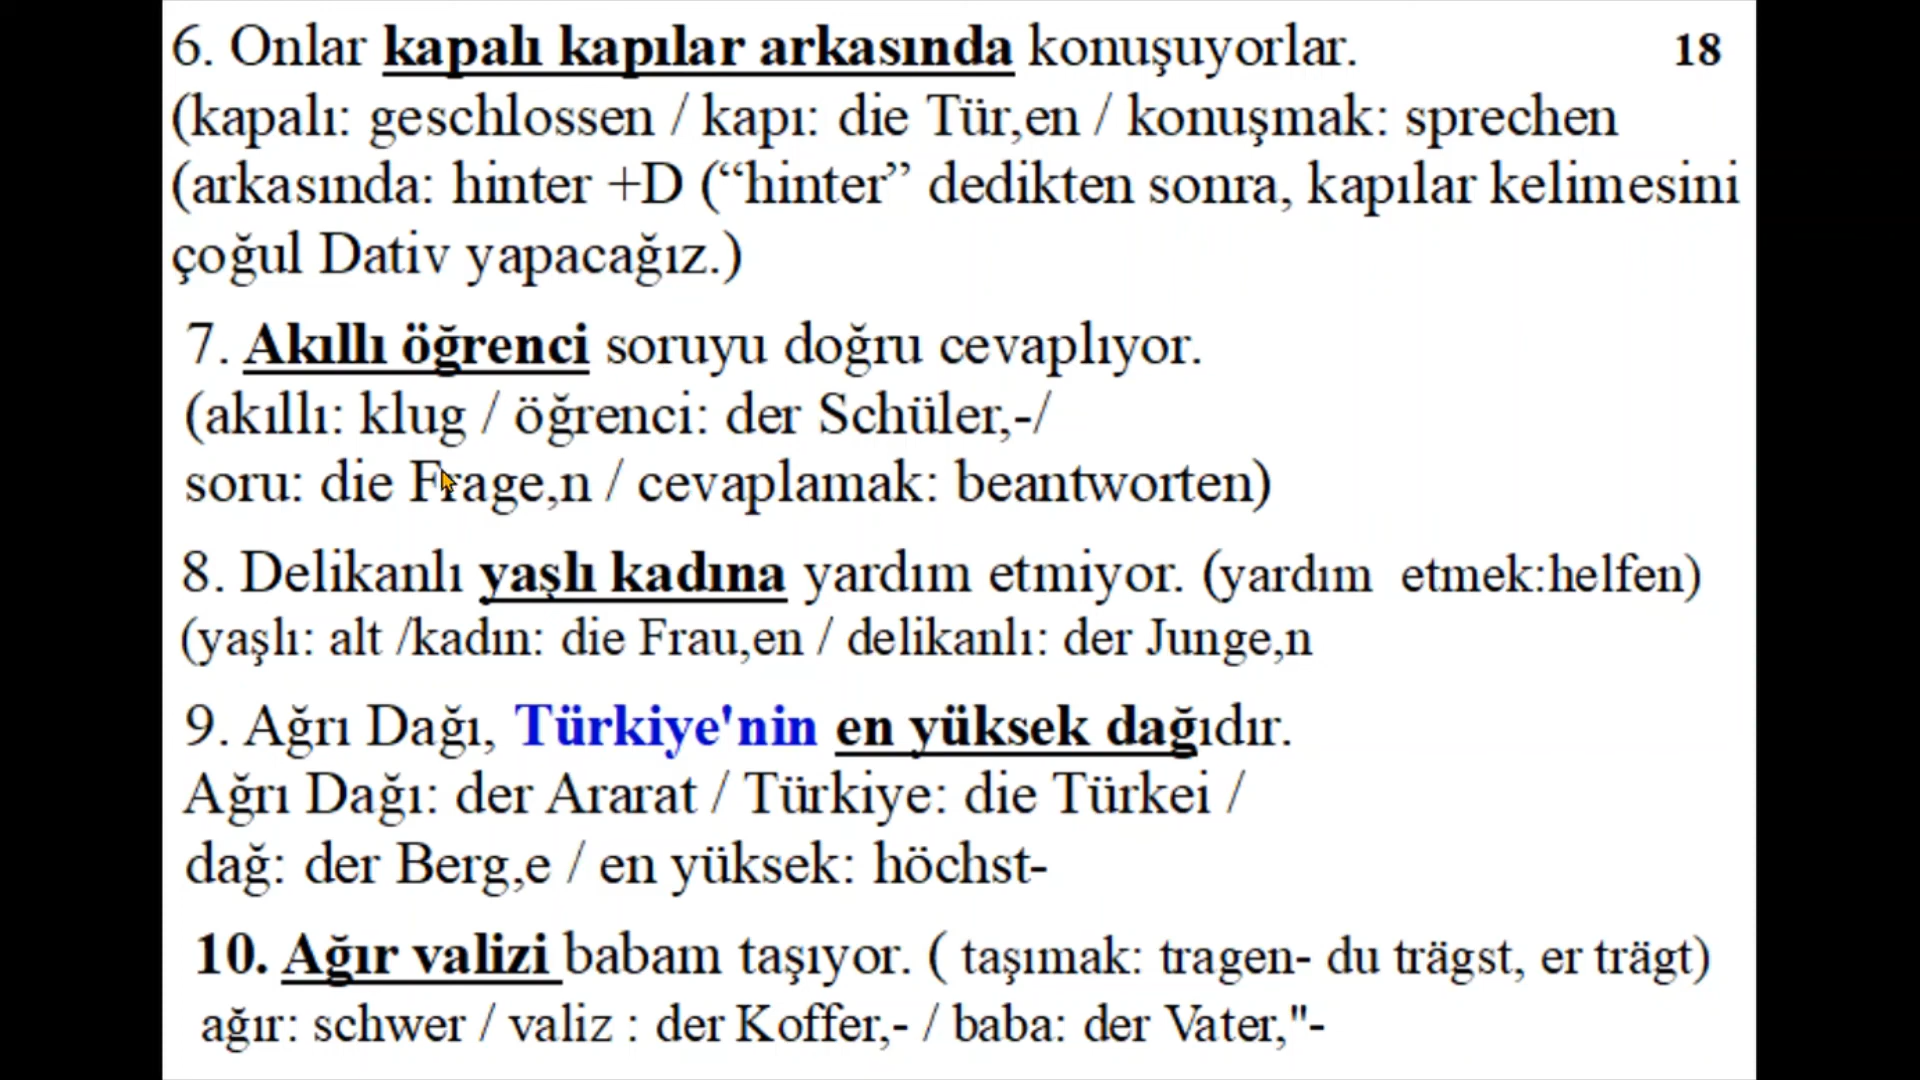 6. Onlar kapalı kapılar arkasında konuşuyorlar. 18
(kapalı: geschlossen / kapı: die Tür,en / konuşmak: sprechen
(arkasında: hinter +D (“hinter” dedikten sonra, kapılar kelimesini
çoğul Dativ yapacağız.)
7. Akıllı öğrenci soruyu doğru cevaplıyor.
(akıllı: klug / öğrenci: der Schüler,-/
soru: die Frage,n / cevaplamak: beantworten)
8. Delikanlı yaşlı kadına yardım etmiyor. (yardım etmek:helfen)
(yaşlı: alt /kadın: die Frau,en / delikanlı: der Junge,n
9. Ağrı Dağı, Türkiye'nin en yüksek dağıdır.
Ağrı Dağı: der Ararat / Türkiye: die Türkei /
dağ: der Berg,e / en yüksek: höchst-
10. Ağır valizi babam taşıyor. ( taşımak: tragen- du trägst, er trägt)
ağır: schwer / valiz : der Koffer,- / baba: der Vater,"-